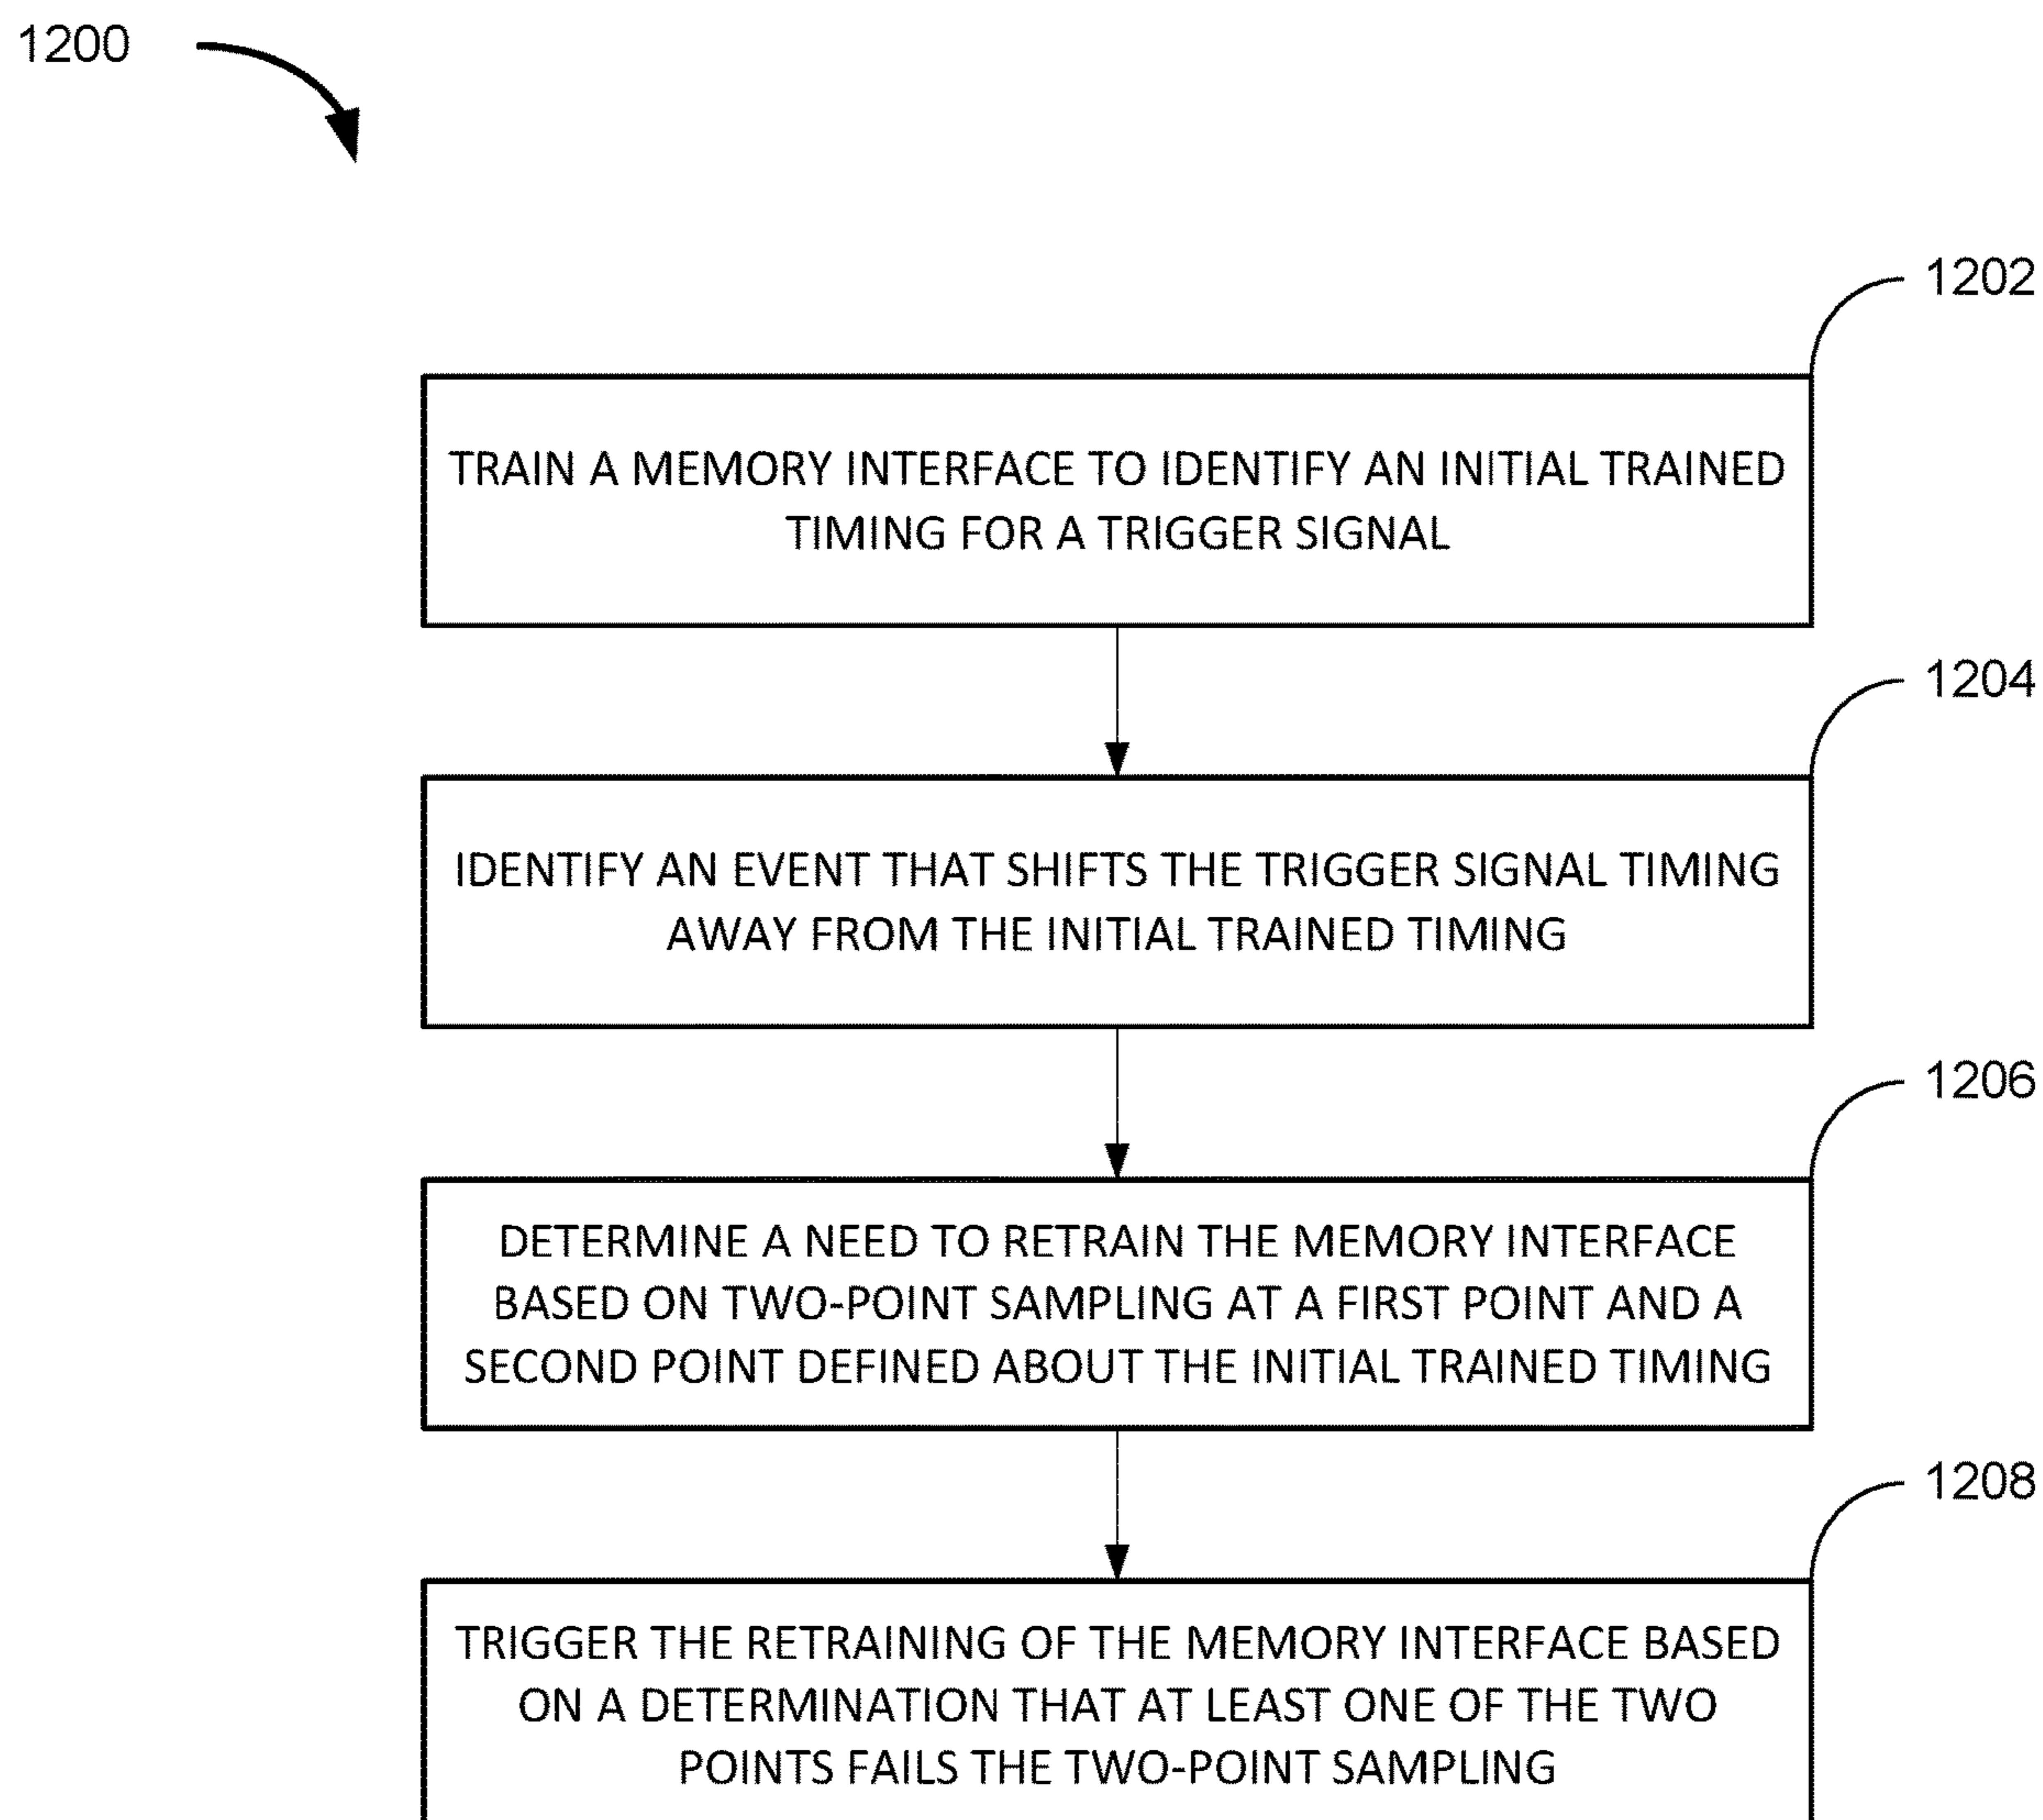 1200
1202
TRAIN A MEMORY INTERFACE TO IDENTIFY AN INITIAL TRAINED
TIMING FOR A TRIGGER SIGNAL
1204
IDENTIFY AN EVENT THAT SHIFTS THE TRIGGER SIGNAL TIMING
AWAY FROM THE INITIAL TRAINED TIMING
1206
DETERMINE A NEED TO RETRAIN THE MEMORY INTERFACE
BASED ON TWO-POINT SAMPLING AT A FIRST POINT AND A
SECOND POINT DEFINED ABOUT THE INITIAL TRAINED TIMING
1208
TRIGGER THE RETRAINING OF THE MEMORY INTERFACE BASED
ON A DETERMINATION THAT AT LEAST ONE OF THE TWO
POINTS FAILS THE TWO-POINT SAMPLING